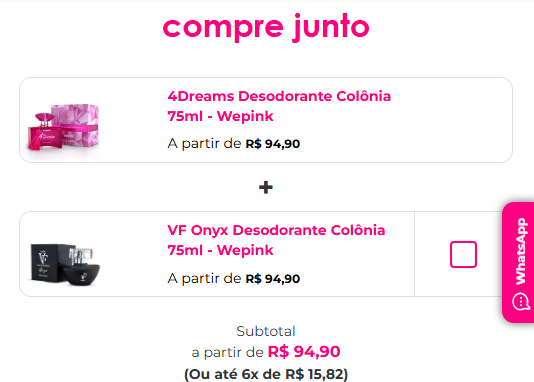 compre junto
4Dreams Desodorante Colônia
75ml - Wepink
A partir de R$ 94,90
+
VF Onyx Desodorante Colônia
75ml - Wepink
A partir de R$ 94,90
WhatsApp
Subtotal
a partir de R$ 94,90
(Ou até 6x de R$ 15,82)